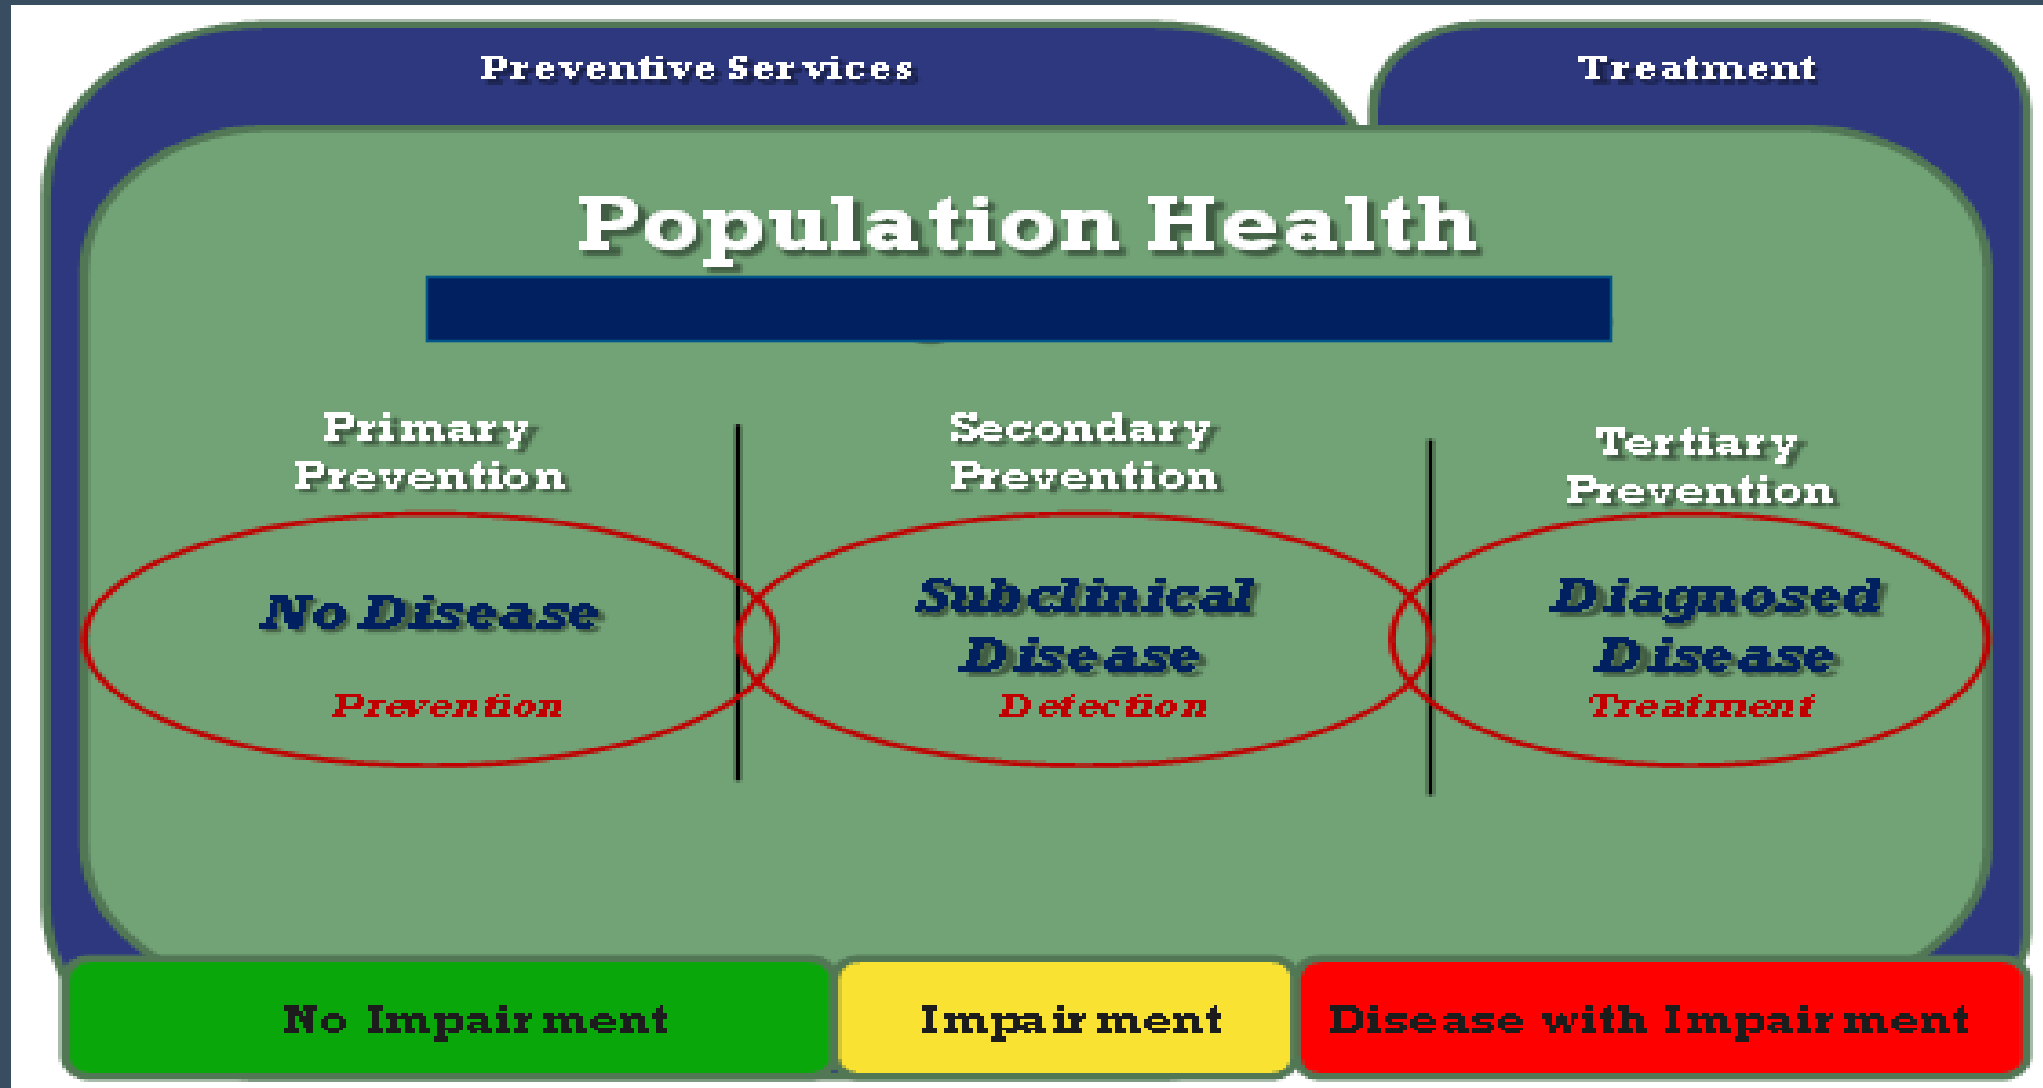 Preventive Services
Treatment
Population Health
Primary
Prevention
Secondary
Prevention
Tertiary
Prevention
No Disease
Prevention
Subclinical
Disease
Detection
Diagnosed
Disease
Treatment
No Impairment
Impairment
Disease with Impairment